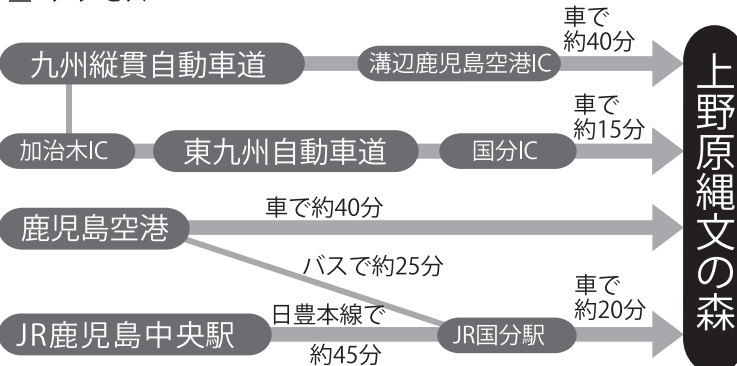 車で
約40分
九州縦貫自動車道
溝辺鹿児島空港IC
車で
約15分
加治木IC
東九州自動車道
国分IC
上野原縄文の森
車で約40分
鹿児島空港
バスで約25分
車で
約20分
日豊本線で
JR鹿児島中央駅
JR国分駅
約45分